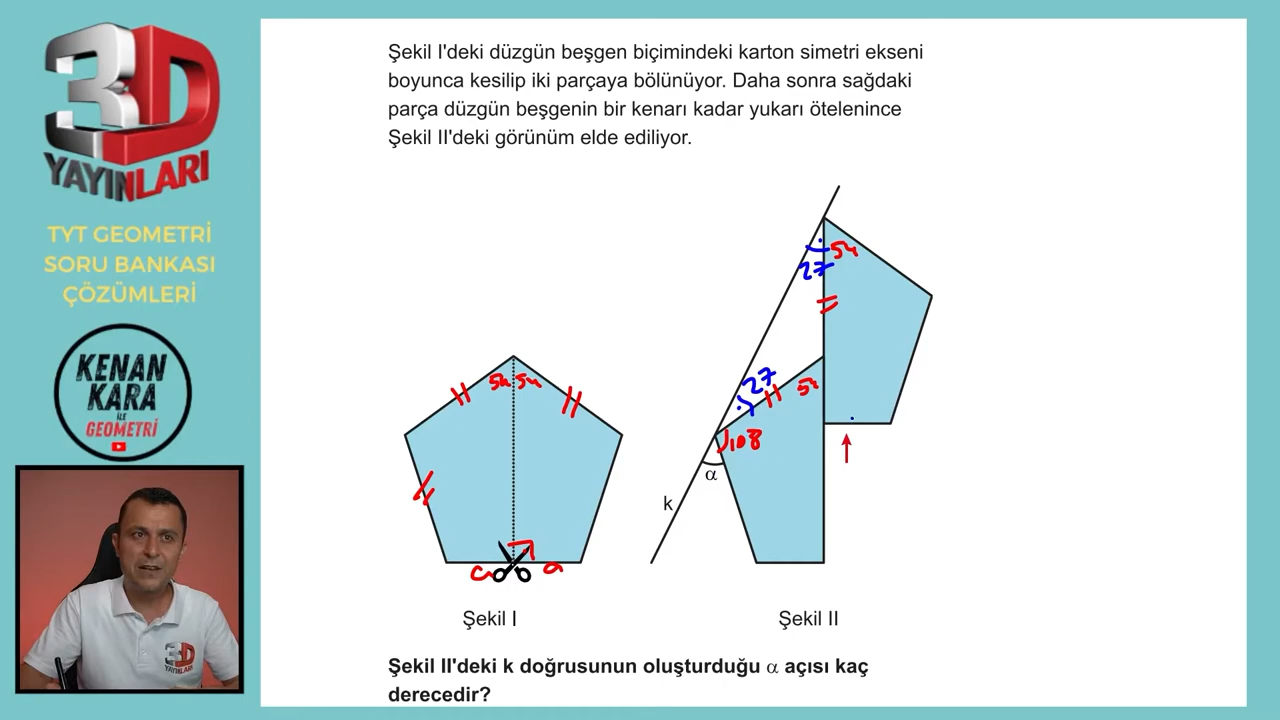 3D
YAYINLARI
TYT GEOMETRİ
SORU BANKASI
ÇÖZÜMLERİ
KENAN
KARA
İLE
GEOMETRİ
3D
YAYINLARI
Şekil I'deki düzgün beşgen biçimindeki karton simetri ekseni
boyunca kesilip iki parçaya bölünüyor. Daha sonra sağdaki
parça düzgün beşgenin bir kenarı kadar yukarı ötelenince
Şekil II'deki görünüm elde ediliyor.
54 54
a a
Şekil I
54
27
27
54
108
α
k
Şekil II
Şekil II'deki k doğrusunun oluşturduğu α açısı kaç
derecedir?